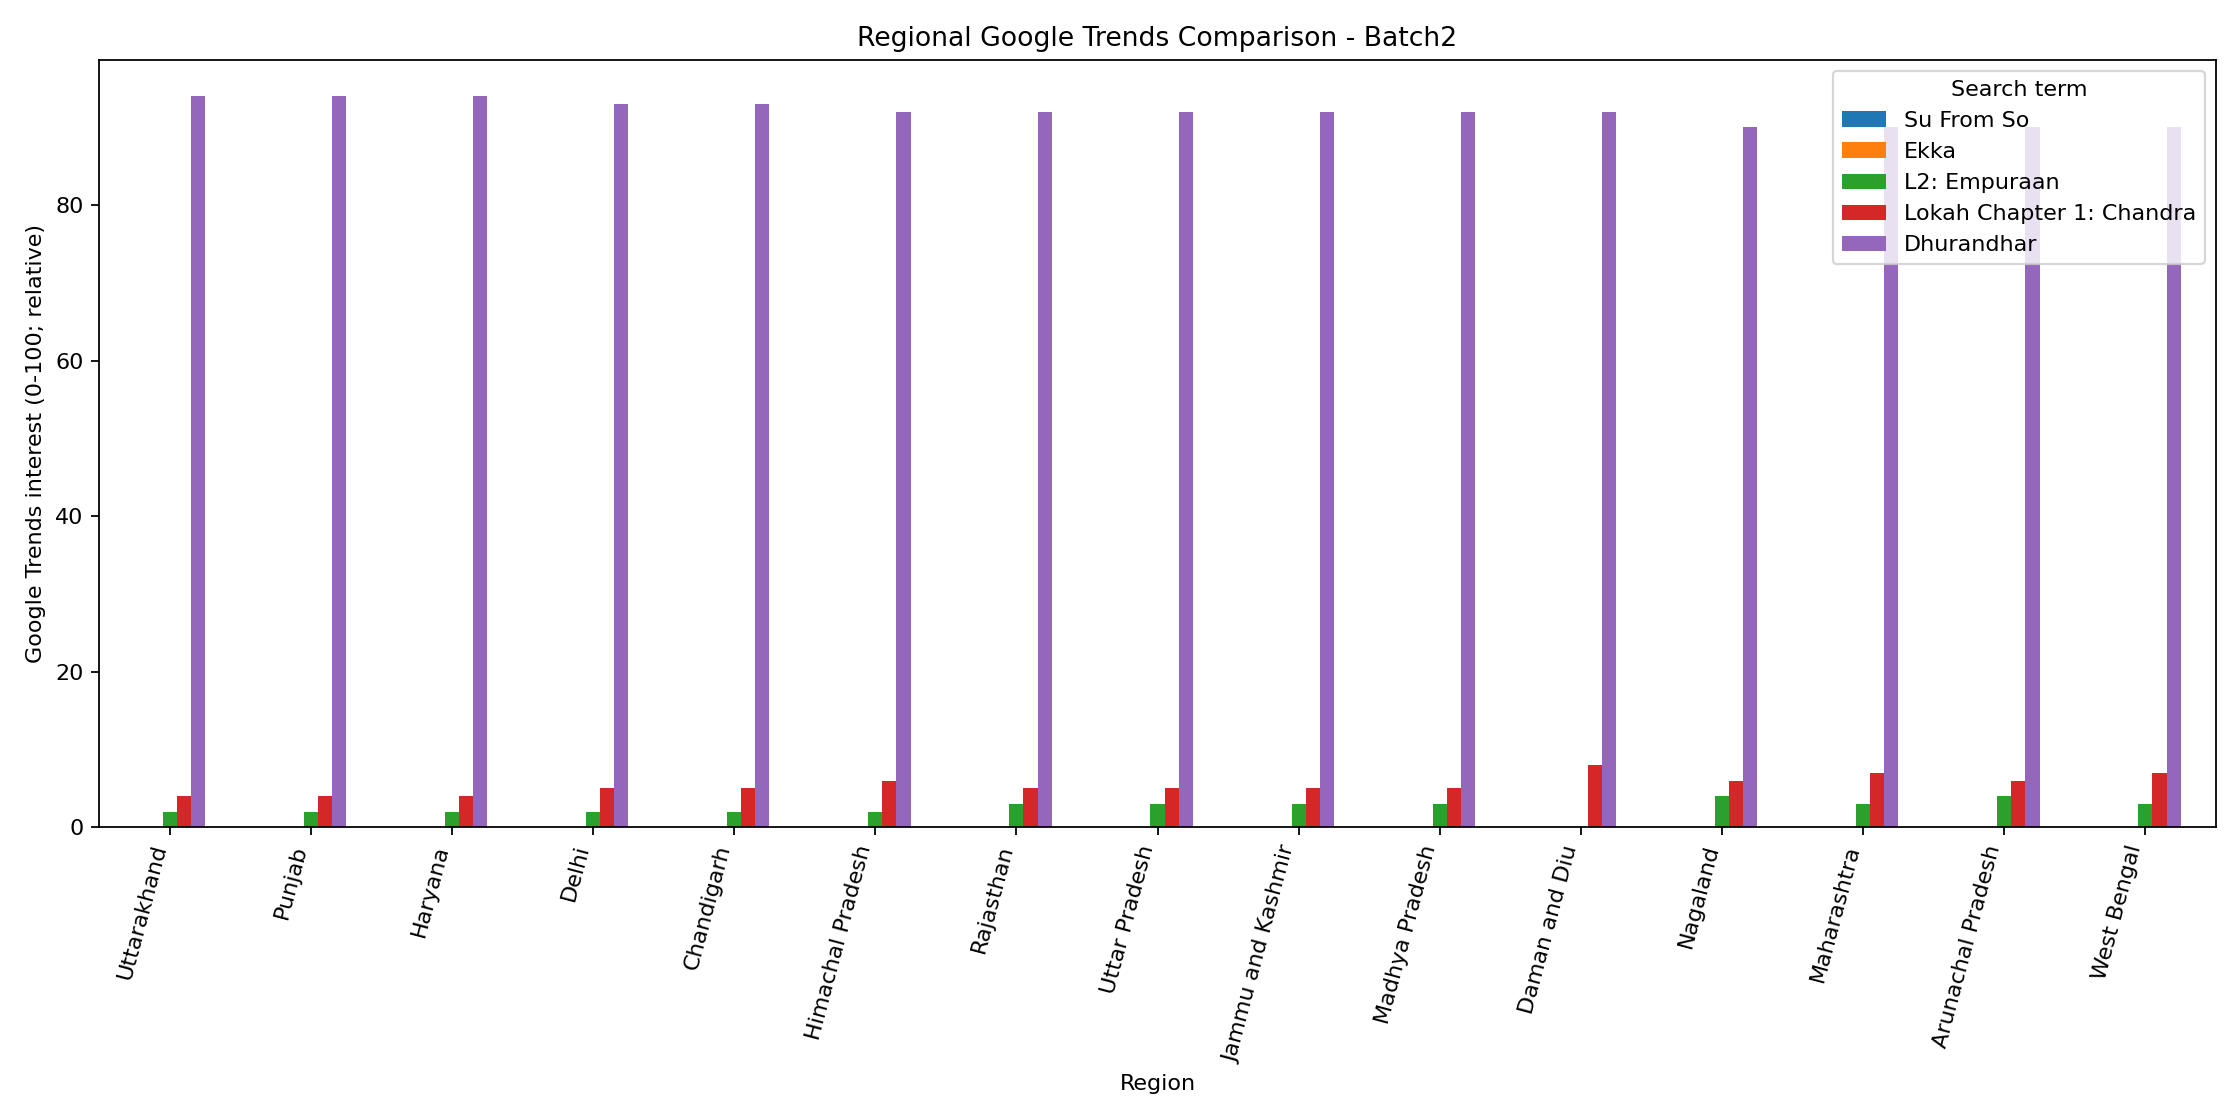 Regional Google Trends Comparison - Batch2
Search term
Su From So
Ekka
L2: Empuraan
Lokah Chapter 1: Chandra
Dhurandhar
Google Trends interest (0-100; relative)
80
60
40
20
0
Uttarakhand
Punjab
Haryana
Delhi
Chandigarh
Himachal Pradesh
Rajasthan
Uttar Pradesh
Jammu and Kashmir
Madhya Pradesh
Daman and Diu
Nagaland
Maharashtra
Arunachal Pradesh
West Bengal
Region